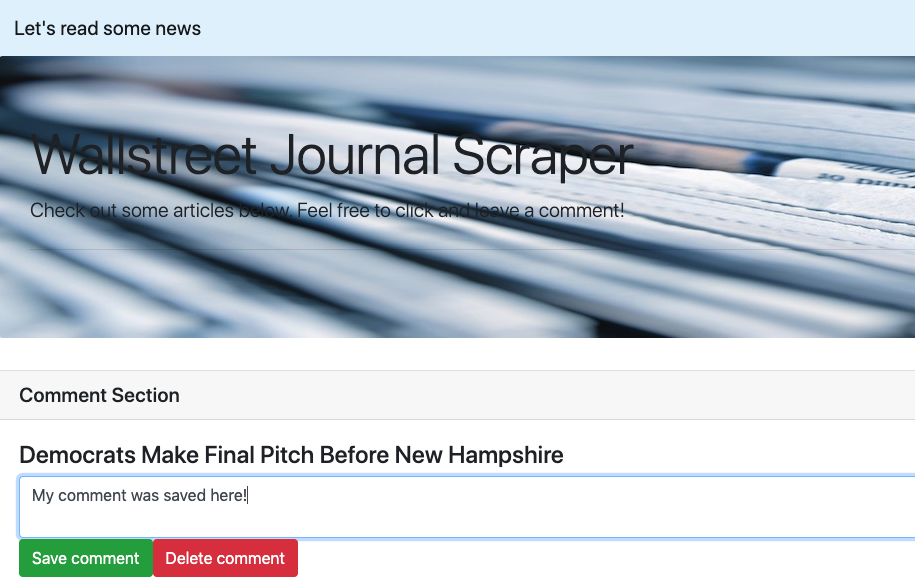 Let's read some news
Wallstreet Journal Scraper
Check out some articles below. Feel free to click and leave a comment!
Comment Section
Democrats Make Final Pitch Before New Hampshire
My comment was saved here!
Save comment Delete comment